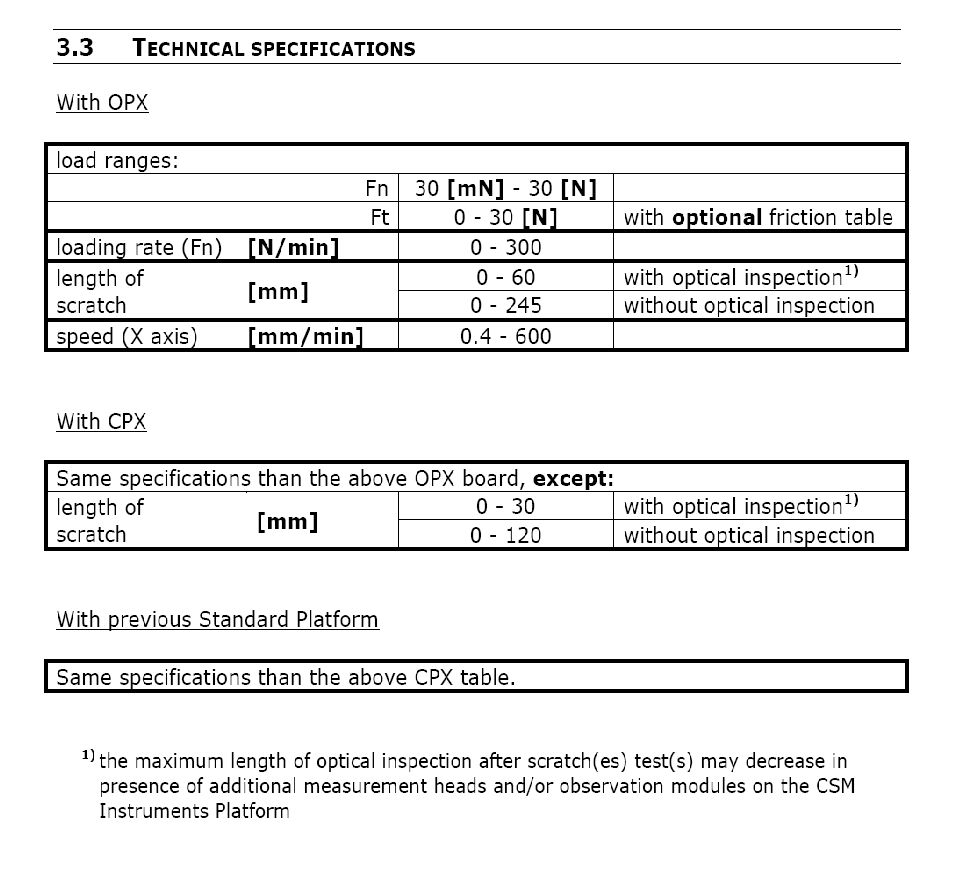 3.3 TECHNICAL SPECIFICATIONS
With OPX
load ranges:
Fn 30 [mN] - 30 [N]
Ft 0 - 30 [N] with optional friction table
loading rate (Fn) [N/min] 0 - 300
length of scratch [mm] 0 - 60 with optical inspection1)
0 - 245 without optical inspection
speed (X axis) [mm/min] 0.4 - 600
With CPX
Same specifications than the above OPX board, except:
length of scratch [mm] 0 - 30 with optical inspection1)
0 - 120 without optical inspection
With previous Standard Platform
Same specifications than the above CPX table.
1) the maximum length of optical inspection after scratch(es) test(s) may decrease in
presence of additional measurement heads and/or observation modules on the CSM
Instruments Platform